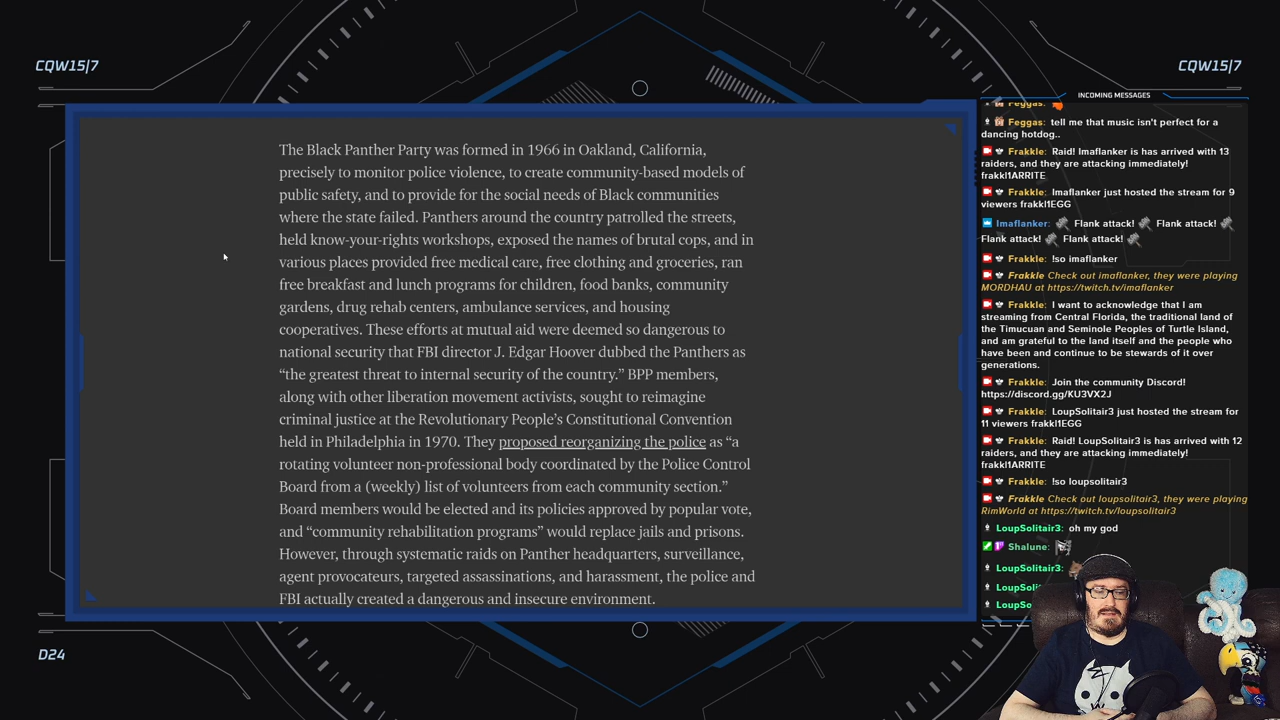 CQW15|7
CQW15|7
INCOMING MESSAGES
The Black Panther Party was formed in 1966 in Oakland, California,
precisely to monitor police violence, to create community-based models of
public safety, and to provide for the social needs of Black communities
where the state failed. Panthers around the country patrolled the streets,
held know-your-rights workshops, exposed the names of brutal cops, and in
various places provided free medical care, free clothing and groceries, ran
free breakfast and lunch programs for children, food banks, community
gardens, drug rehab centers, ambulance services, and housing
cooperatives. These efforts at mutual aid were deemed so dangerous to
national security that FBI director J. Edgar Hoover dubbed the Panthers as
“the greatest threat to internal security of the country.” BPP members,
along with other liberation movement activists, sought to reimagine
criminal justice at the Revolutionary People’s Constitutional Convention
held in Philadelphia in 1970. They proposed reorganizing the police as “a
rotating volunteer non-professional body coordinated by the Police Control
Board from a (weekly) list of volunteers from each community section.”
Board members would be elected and its policies approved by popular vote,
and “community rehabilitation programs” would replace jails and prisons.
However, through systematic raids on Panther headquarters, surveillance,
agent provocateurs, targeted assassinations, and harassment, the police and
FBI actually created a dangerous and insecure environment.
Feggas:
Feggas: tell me that music isn't perfect for a
dancing hotdog..
Frakkle: Raid! Imaflanker is has arrived with 13
raiders, and they are attacking immediately!
frakkl1ARRITE
Frakkle: Imaflanker just hosted the stream for 9
viewers frakkl1EGG
Imaflanker: Flank attack! Flank attack!
Flank attack! Flank attack!
Frakkle: !so imaflanker
Frakkle Check out imaflanker, they were playing
MORDHAU at https://twitch.tv/imaflanker
Frakkle: I want to acknowledge that I am
streaming from Central Florida, the traditional land of
the Timucuan and Seminole Peoples of Turtle Island,
and am grateful to the land itself and the people who
have been and continue to be stewards of it over
generations.
Frakkle: Join the community Discord!
https://discord.gg/KU3VX2J
Frakkle: LoupSolitair3 just hosted the stream for
11 viewers frakkl1EGG
Frakkle: Raid! LoupSolitair3 is has arrived with 12
raiders, and they are attacking immediately!
frakkl1ARRITE
Frakkle: !so loupsolitair3
Frakkle Check out loupsolitair3, they were playing
RimWorld at https://twitch.tv/loupsolitair3
LoupSolitair3: oh my god
Shalune:
LoupSolitair3:
LoupSoli
LoupSo
D24